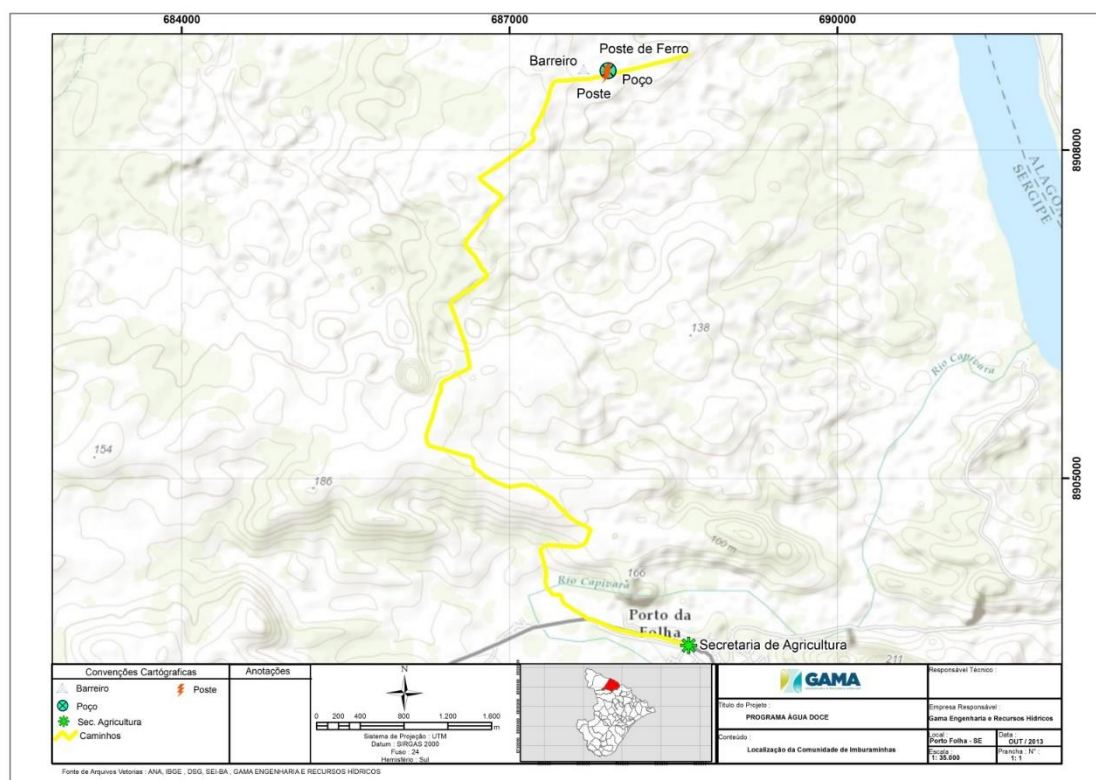 684000
687000
690000
Poste de Ferro
Barreiro
Poço
Poste
8908000
ALAGOAS
SERGIPE
138
Rio Capivara
154
8905000
186
100 m
166
Rio Capivara
Porto da
Folha
Secretaria de Agricultura
211
Convenções Cartógraficas
Barreiro
Poste
Poço
Sec. Agricultura
Caminhos
Anotações
N
0 200 400 800 1.200 1.600
m
Sistema de Projeção : UTM
Datum : SIRGAS 2000
Fuso : 24
Hemistério : Sul
GAMA
Título do Projeto :
PROGRAMA ÁGUA DOCE
Conteúdo :
Localização da Comunidade de Imburaminhas
Responsável Técnico :
Empresa Responsável :
Gama Engenharia e Recursos Hídricos
Local :
Porto Folha - SE
Data :
OUT / 2013
Escala :
1: 35.000
Prancha : N° :
1: 1
Fonte de Arquivos Vetorias : ANA, IBGE , DSG, SEI-BA , GAMA ENGENHARIA E RECURSOS HÍDRICOS